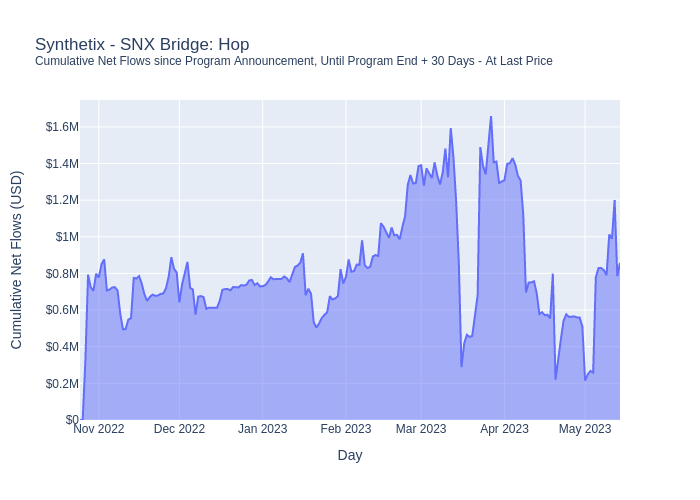 Synthetix - SNX Bridge: Hop
Cumulative Net Flows since Program Announcement, Until Program End + 30 Days - At Last Price
Cumulative Net Flows (USD)
$1.6M
$1.4M
$1.2M
$1M
$0.8M
$0.6M
$0.4M
$0.2M
$0
Nov 2022 Dec 2022 Jan 2023 Feb 2023 Mar 2023 Apr 2023 May 2023
Day